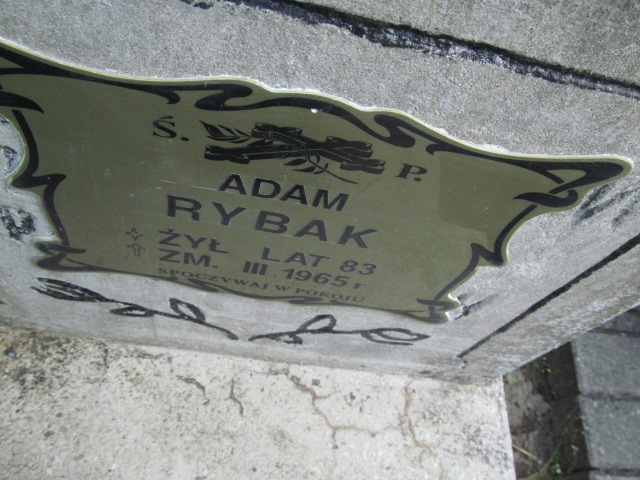 Ś. P.
ADAM
RYBAK
ŻYŁ LAT 83
ZM. III 1965 r
SPOCZYWAJ W POKOJU